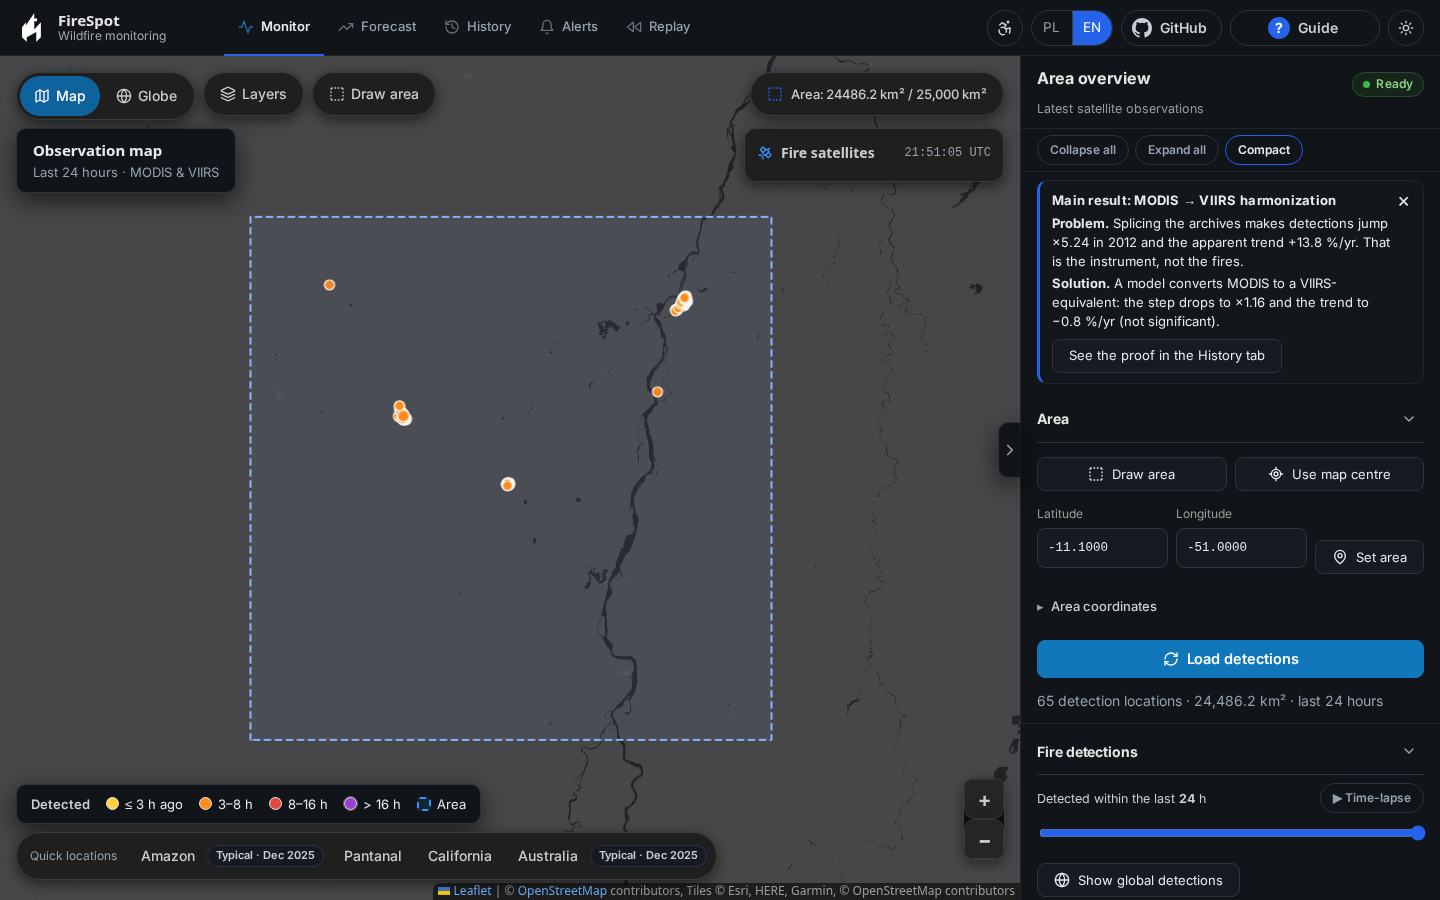 FireSpot
Wildfire monitoring
Monitor
Forecast
History
Alerts
Replay
PL
EN
GitHub
? Guide
Map
Globe
Layers
Draw area
Area: 24486.2 km² / 25,000 km²
Observation map
Last 24 hours · MODIS & VIIRS
Fire satellites
21:51:05 UTC
Area overview
Ready
Latest satellite observations
Collapse all
Expand all
Compact
Main result: MODIS → VIIRS harmonization
Problem. Splicing the archives makes detections jump
×5.24 in 2012 and the apparent trend +13.8 %/yr. That
is the instrument, not the fires.
Solution. A model converts MODIS to a VIIRS-
equivalent: the step drops to ×1.16 and the trend to
−0.8 %/yr (not significant).
See the proof in the History tab
Area
Draw area
Use map centre
Latitude
Longitude
-11.1000
-51.0000
Set area
▸ Area coordinates
Load detections
65 detection locations · 24,486.2 km² · last 24 hours
Fire detections
Detected within the last 24 h
▶ Time-lapse
Show global detections
Detected
≤ 3 h ago
3–8 h
8–16 h
> 16 h
Area
Quick locations
Amazon
Typical · Dec 2025
Pantanal
California
Australia
Typical · Dec 2025
+
−
Leaflet | © OpenStreetMap contributors, Tiles © Esri, HERE, Garmin, © OpenStreetMap contributors